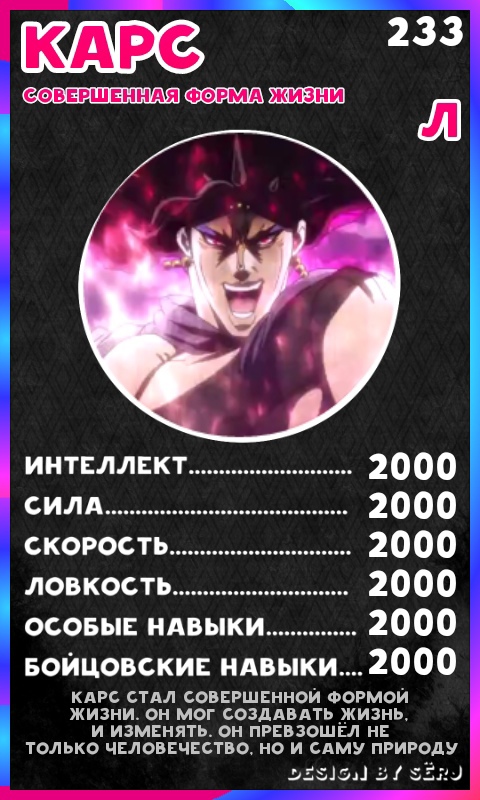 КАРС
233
СОВЕРШЕННАЯ ФОРМА ЖИЗНИ
Л
ИНТЕЛЛЕКТ................................ 2000
СИЛА................................................ 2000
СКОРОСТЬ................................... 2000
ЛОВКОСТЬ.................................. 2000
ОСОБЫЕ НАВЫКИ.................. 2000
БОЙЦОВСКИЕ НАВЫКИ.... 2000
КАРС СТАЛ СОВЕРШЕННОЙ ФОРМОЙ
ЖИЗНИ. ОН МОГ СОЗДАВАТЬ ЖИЗНЬ,
И ИЗМЕНЯТЬ. ОН ПРЕВЗОШЁЛ НЕ
ТОЛЬКО ЧЕЛОВЕЧЕСТВО, НО И САМУ ПРИРОДУ
DESIGN BY SЁRJ